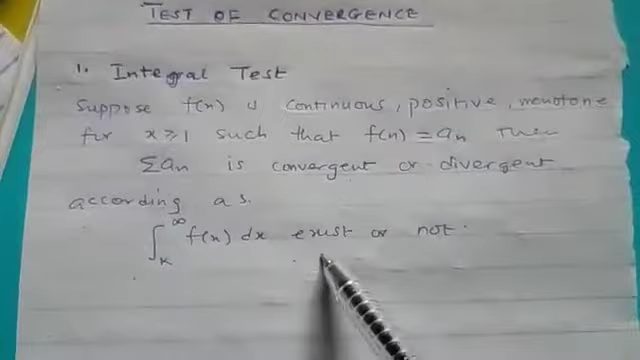 TEST OF CONVERGENCE
1. Integral Test
Suppose f(x) is continuous, positive, monotone
for x≥1 such that f(n) = an then
Σan is convergent or divergent
according as.
∫k^∞ f(x) dx exist or not.